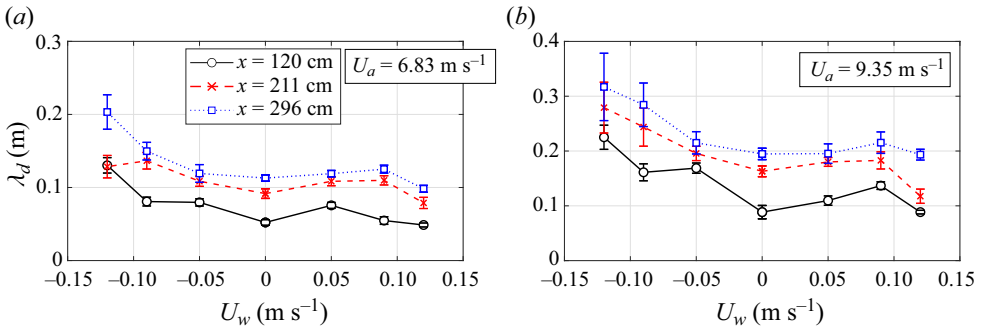 (a)
(b)
0.3
0.2
0.1
0
λd (m)
x = 120 cm
x = 211 cm
x = 296 cm
Ua = 6.83 m s−1
−0.15 −0.10 −0.05 0 0.05 0.10 0.15
Uw (m s−1)
0.4
0.3
0.2
0.1
0
Ua = 9.35 m s−1
−0.15 −0.10 −0.05 0 0.05 0.10 0.15
Uw (m s−1)